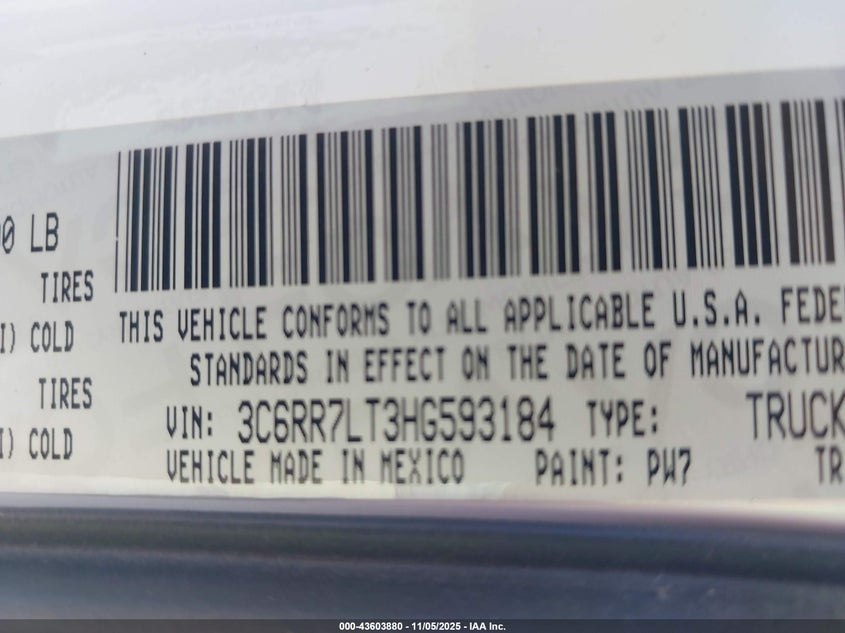 00 LB
TIRES
I) COLD
TIRES
I) COLD
THIS VEHICLE CONFORMS TO ALL APPLICABLE U.S.A. FEDE
STANDARDS IN EFFECT ON THE DATE OF MANUFACTUR
VIN: 3C6RR7LT3HG593184 TYPE: TRUCK
VEHICLE MADE IN MEXICO PAINT: PW7 TR
000-43603880 - 11/05/2025 - IAA Inc.